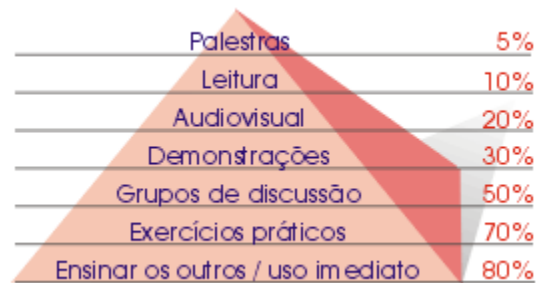 Palestras 5%
Leitura 10%
Audiovisual 20%
Demonstrações 30%
Grupos de discussão 50%
Exercícios práticos 70%
Ensinar os outros / uso imediato 80%